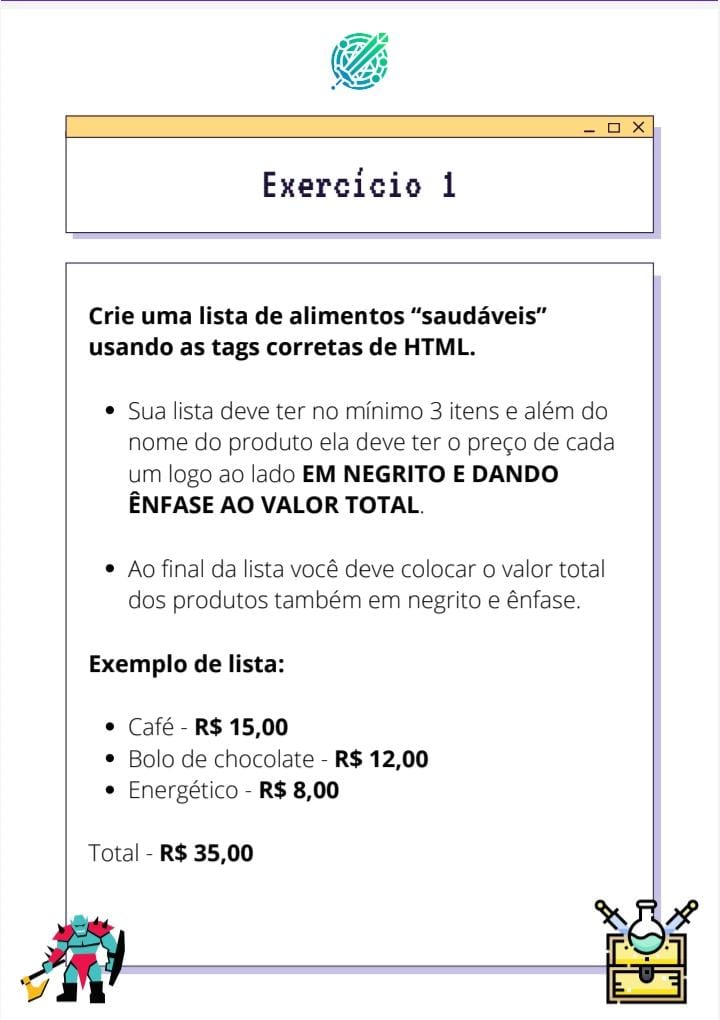 Exercício 1
Crie uma lista de alimentos “saudáveis”
usando as tags corretas de HTML.
• Sua lista deve ter no mínimo 3 itens e além do
nome do produto ela deve ter o preço de cada
um logo ao lado EM NEGRITO E DANDO
ÊNFASE AO VALOR TOTAL.
• Ao final da lista você deve colocar o valor total
dos produtos também em negrito e ênfase.
Exemplo de lista:
• Café - R$ 15,00
• Bolo de chocolate - R$ 12,00
• Energético - R$ 8,00
Total - R$ 35,00